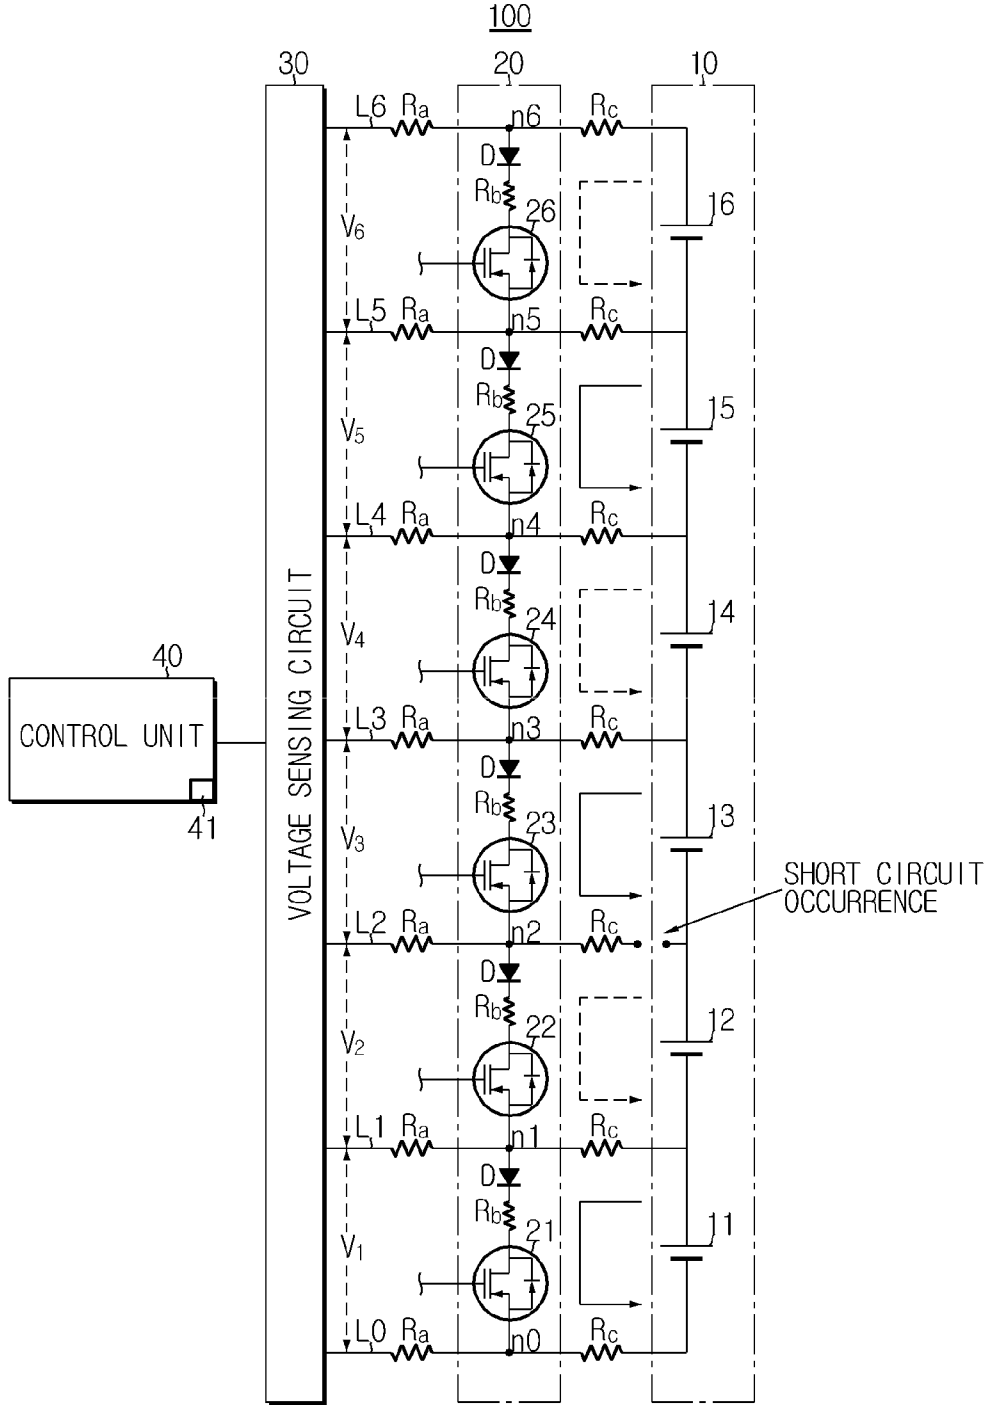 100
30
20
10
L6 Ra n6 Rc
D
Rb
26
16
V6
L5 Ra n5 Rc
D
Rb
25
15
V5
L4 Ra n4 Rc
D
Rb
24
14
V4
40
CONTROL UNIT
41
VOLTAGE SENSING CIRCUIT
L3 Ra n3 Rc
D
Rb
23
13
V3
SHORT CIRCUIT
OCCURRENCE
L2 Ra n2 Rc
D
Rb
22
12
V2
L1 Ra n1 Rc
D
Rb
21
11
V1
L0 Ra n0 Rc